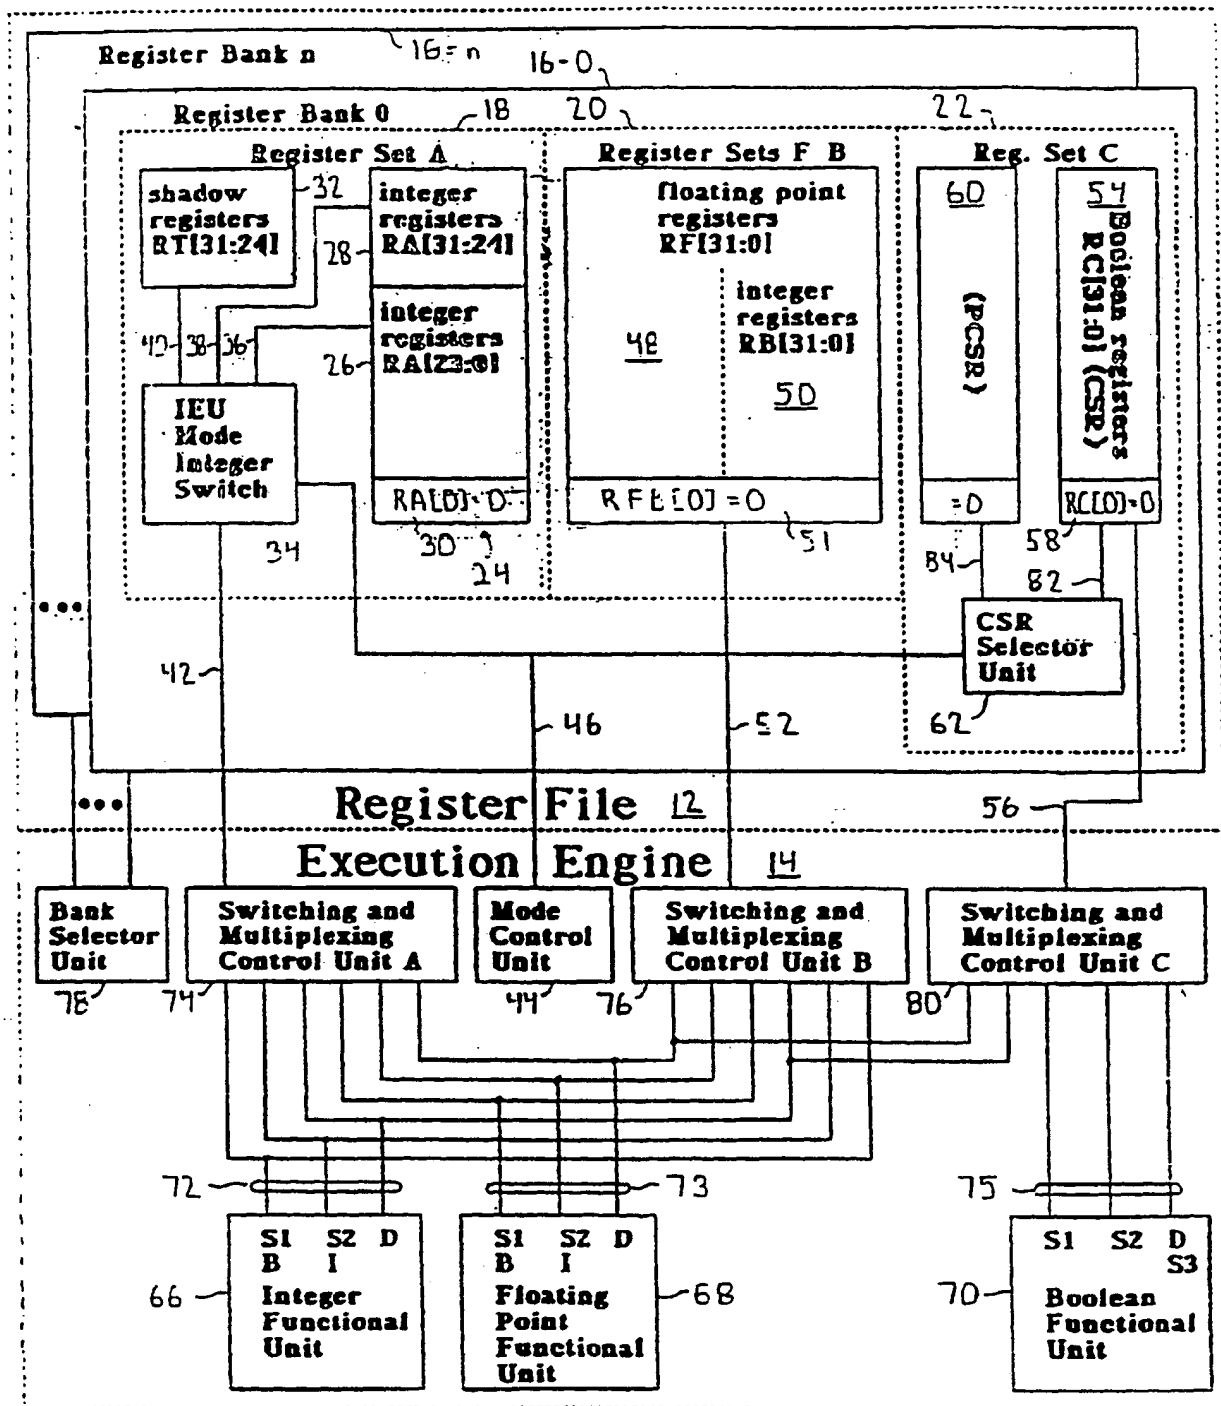 Register Bank n
16-n
16-0
Register Bank 0
18
20
22
Register Set A
Register Sets F B
Reg. Set C
shadow
registers
RT[31:24]
32
integer
registers
RA[31:24]
28
floating point
registers
RF[31:0]
60
(PCSR)
54
Boolean registers
RC[31:0] (CSR)
integer
registers
RA[23:0]
26
integer
registers
RB[31:0]
48
50
40
38
36
IEU
Mode
Integer
Switch
34
RA[0]=0
30
24
RFB[0]=0
51
=0
RC[0]=0
58
84
82
CSR
Selector
Unit
62
...
42
46
52
56
...
Register File 12
Execution Engine 14
Bank
Selector
Unit
78
Switching and
Multiplexing
Control Unit A
74
Mode
Control
Unit
44
Switching and
Multiplexing
Control Unit B
76
Switching and
Multiplexing
Control Unit C
80
72
73
75
S1 S2 D
B I
Integer
Functional
Unit
66
S1 S2 D
B I
Floating
Point
Functional
Unit
68
S1 S2 D
S3
Boolean
Functional
Unit
70